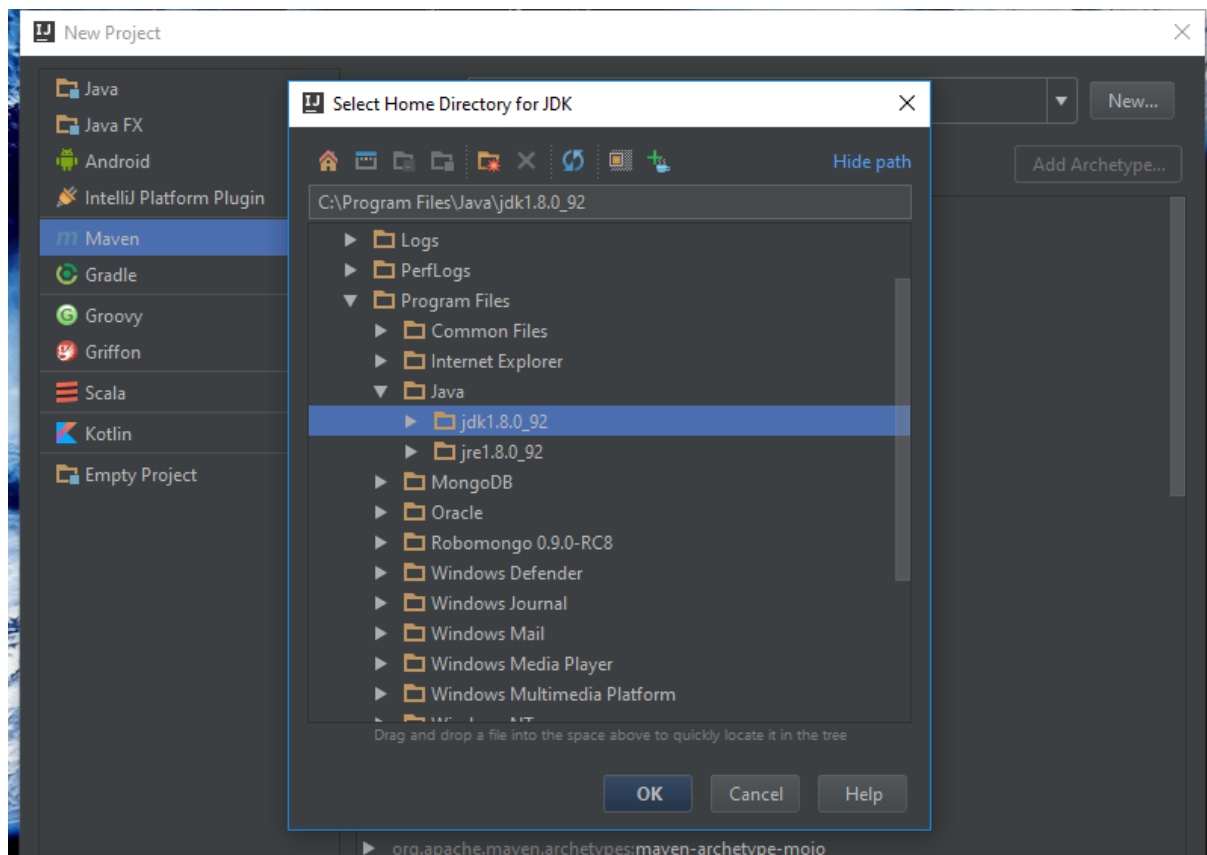 New Project
Java
Java FX
Android
IntelliJ Platform Plugin
Maven
Gradle
Groovy
Griffon
Scala
Kotlin
Empty Project
New...
Add Archetype...
Select Home Directory for JDK
Hide path
C:\Program Files\Java\jdk1.8.0_92
Logs
PerfLogs
Program Files
Common Files
Internet Explorer
Java
jdk1.8.0_92
jre1.8.0_92
MongoDB
Oracle
Robomongo 0.9.0-RC8
Windows Defender
Windows Journal
Windows Mail
Windows Media Player
Windows Multimedia Platform
Windows NT
Drag and drop a file into the space above to quickly locate it in the tree
OK Cancel Help
org.apache.maven.archetypes:maven-archetype-mojo